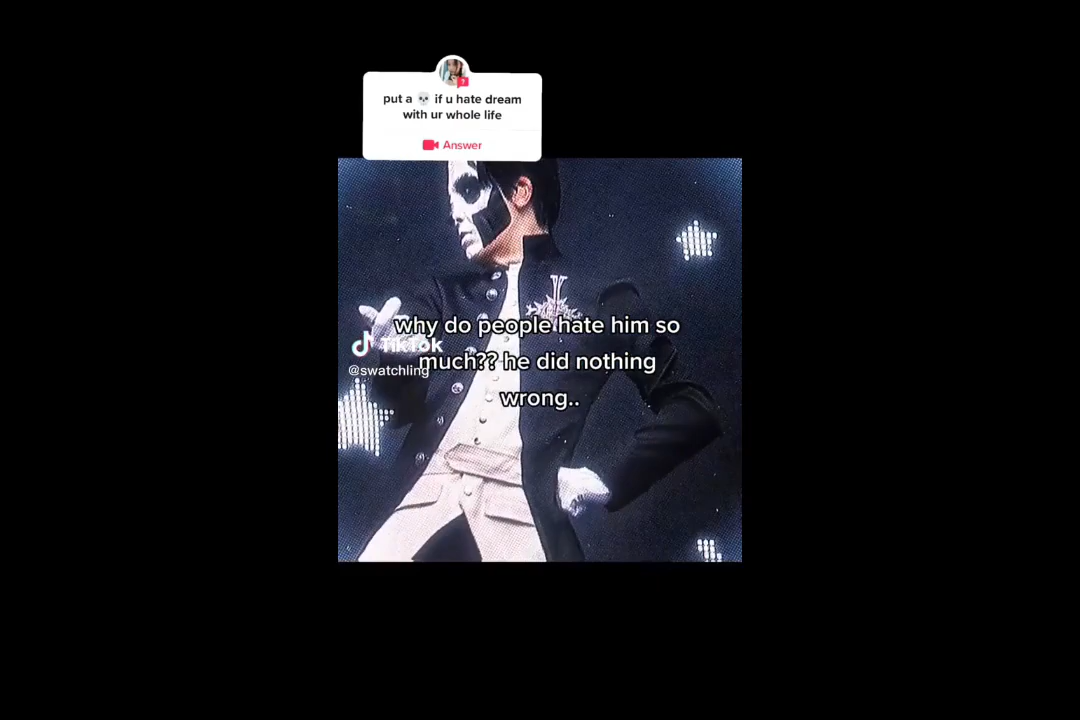 put a 💀 if u hate dream
with ur whole life
Answer
why do people hate him so
much?? he did nothing
wrong..
TikTok
@swatchling